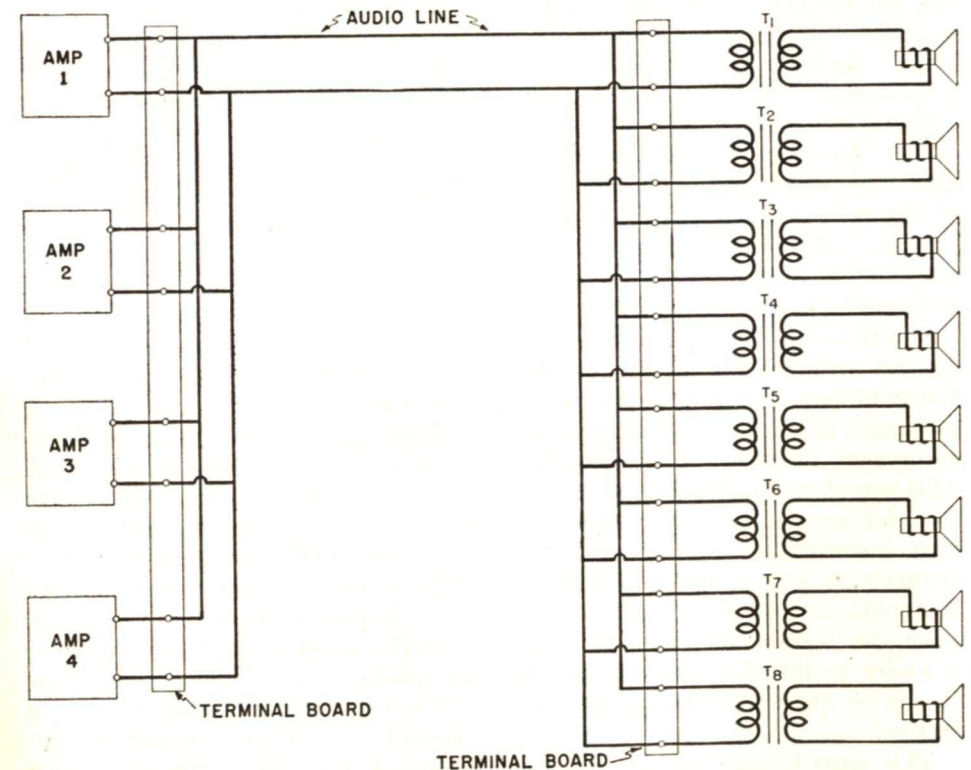 AUDIO LINE
AMP
1
AMP
2
AMP
3
AMP
4
T1
T2
T3
T4
T5
T6
T7
T8
TERMINAL BOARD
TERMINAL BOARD